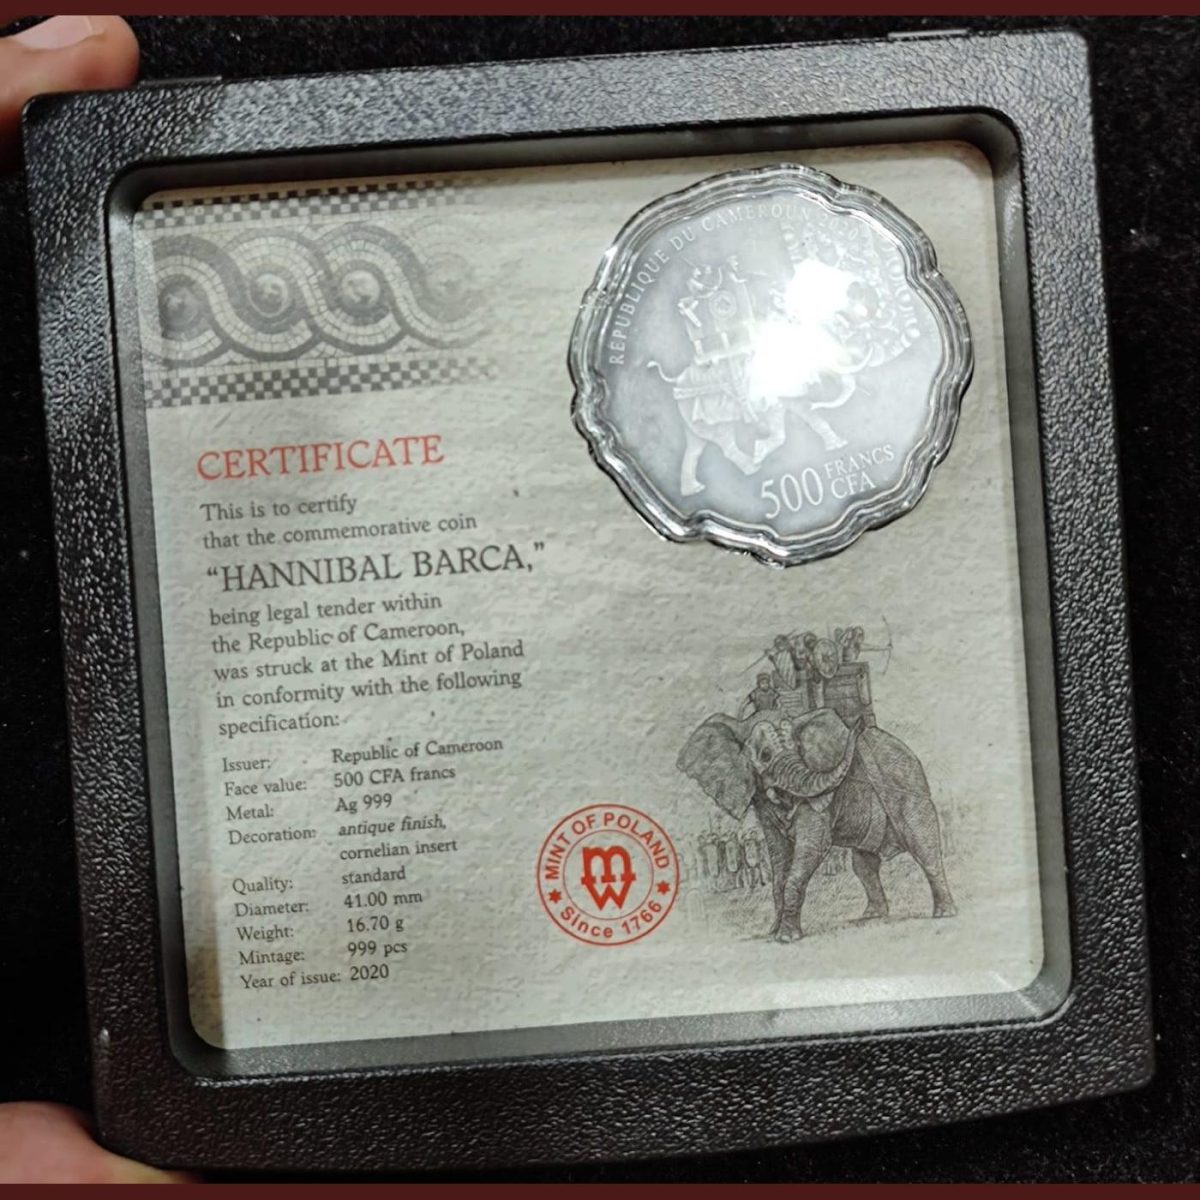 REPUBLIQUE DU CAMEROUN 2020
500 FRANCS
CFA
CERTIFICATE
This is to certify
that the commemorative coin
“HANNIBAL BARCA,”
being legal tender within
the Republic of Cameroon,
was struck at the Mint of Poland
in conformity with the following
specification:
Issuer: Republic of Cameroon
Face value: 500 CFA francs
Metal: Ag 999
Decoration: antique finish,
cornelian insert
Quality: standard
Diameter: 41.00 mm
Weight: 16.70 g
Mintage: 999 pcs
Year of issue: 2020
MINT OF POLAND
mw
Since 1766